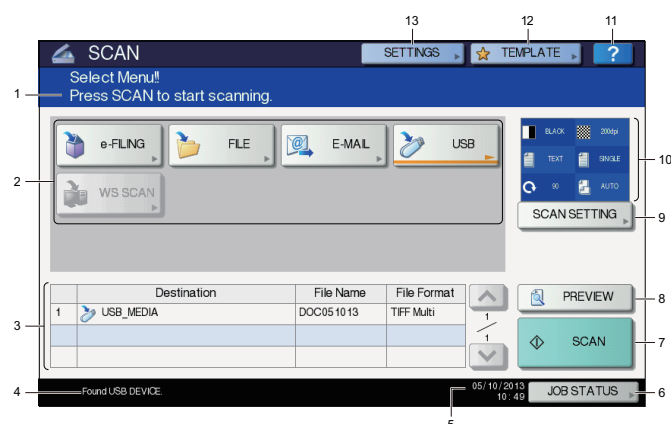 13 12 11
SCAN SETTINGS TEMPLATE ?
Select Menu!!
1 Press SCAN to start scanning.
e-FILING FILE E-MAIL USB
BLACK 200dpi
TEXT SINGLE 10
2
WS SCAN
90 AUTO
SCAN SETTING 9
Destination File Name File Format
1 USB_MEDIA DOC051013 TIFF Multi
PREVIEW 8
3
1
1
SCAN 7
4 Found USB DEVICE.
05/10/2013
10:49
JOB STATUS 6
5